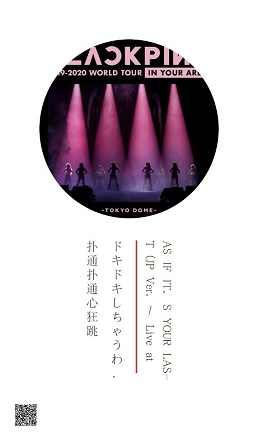 BLACKPINK
19-2020 WORLD TOUR IN YOUR ARE
-TOKYO DOME-
AS IF IT'S YOUR LAS-
T (JP Ver. / Live at
ドキドキしちゃうわ.
扑通扑通心狂跳